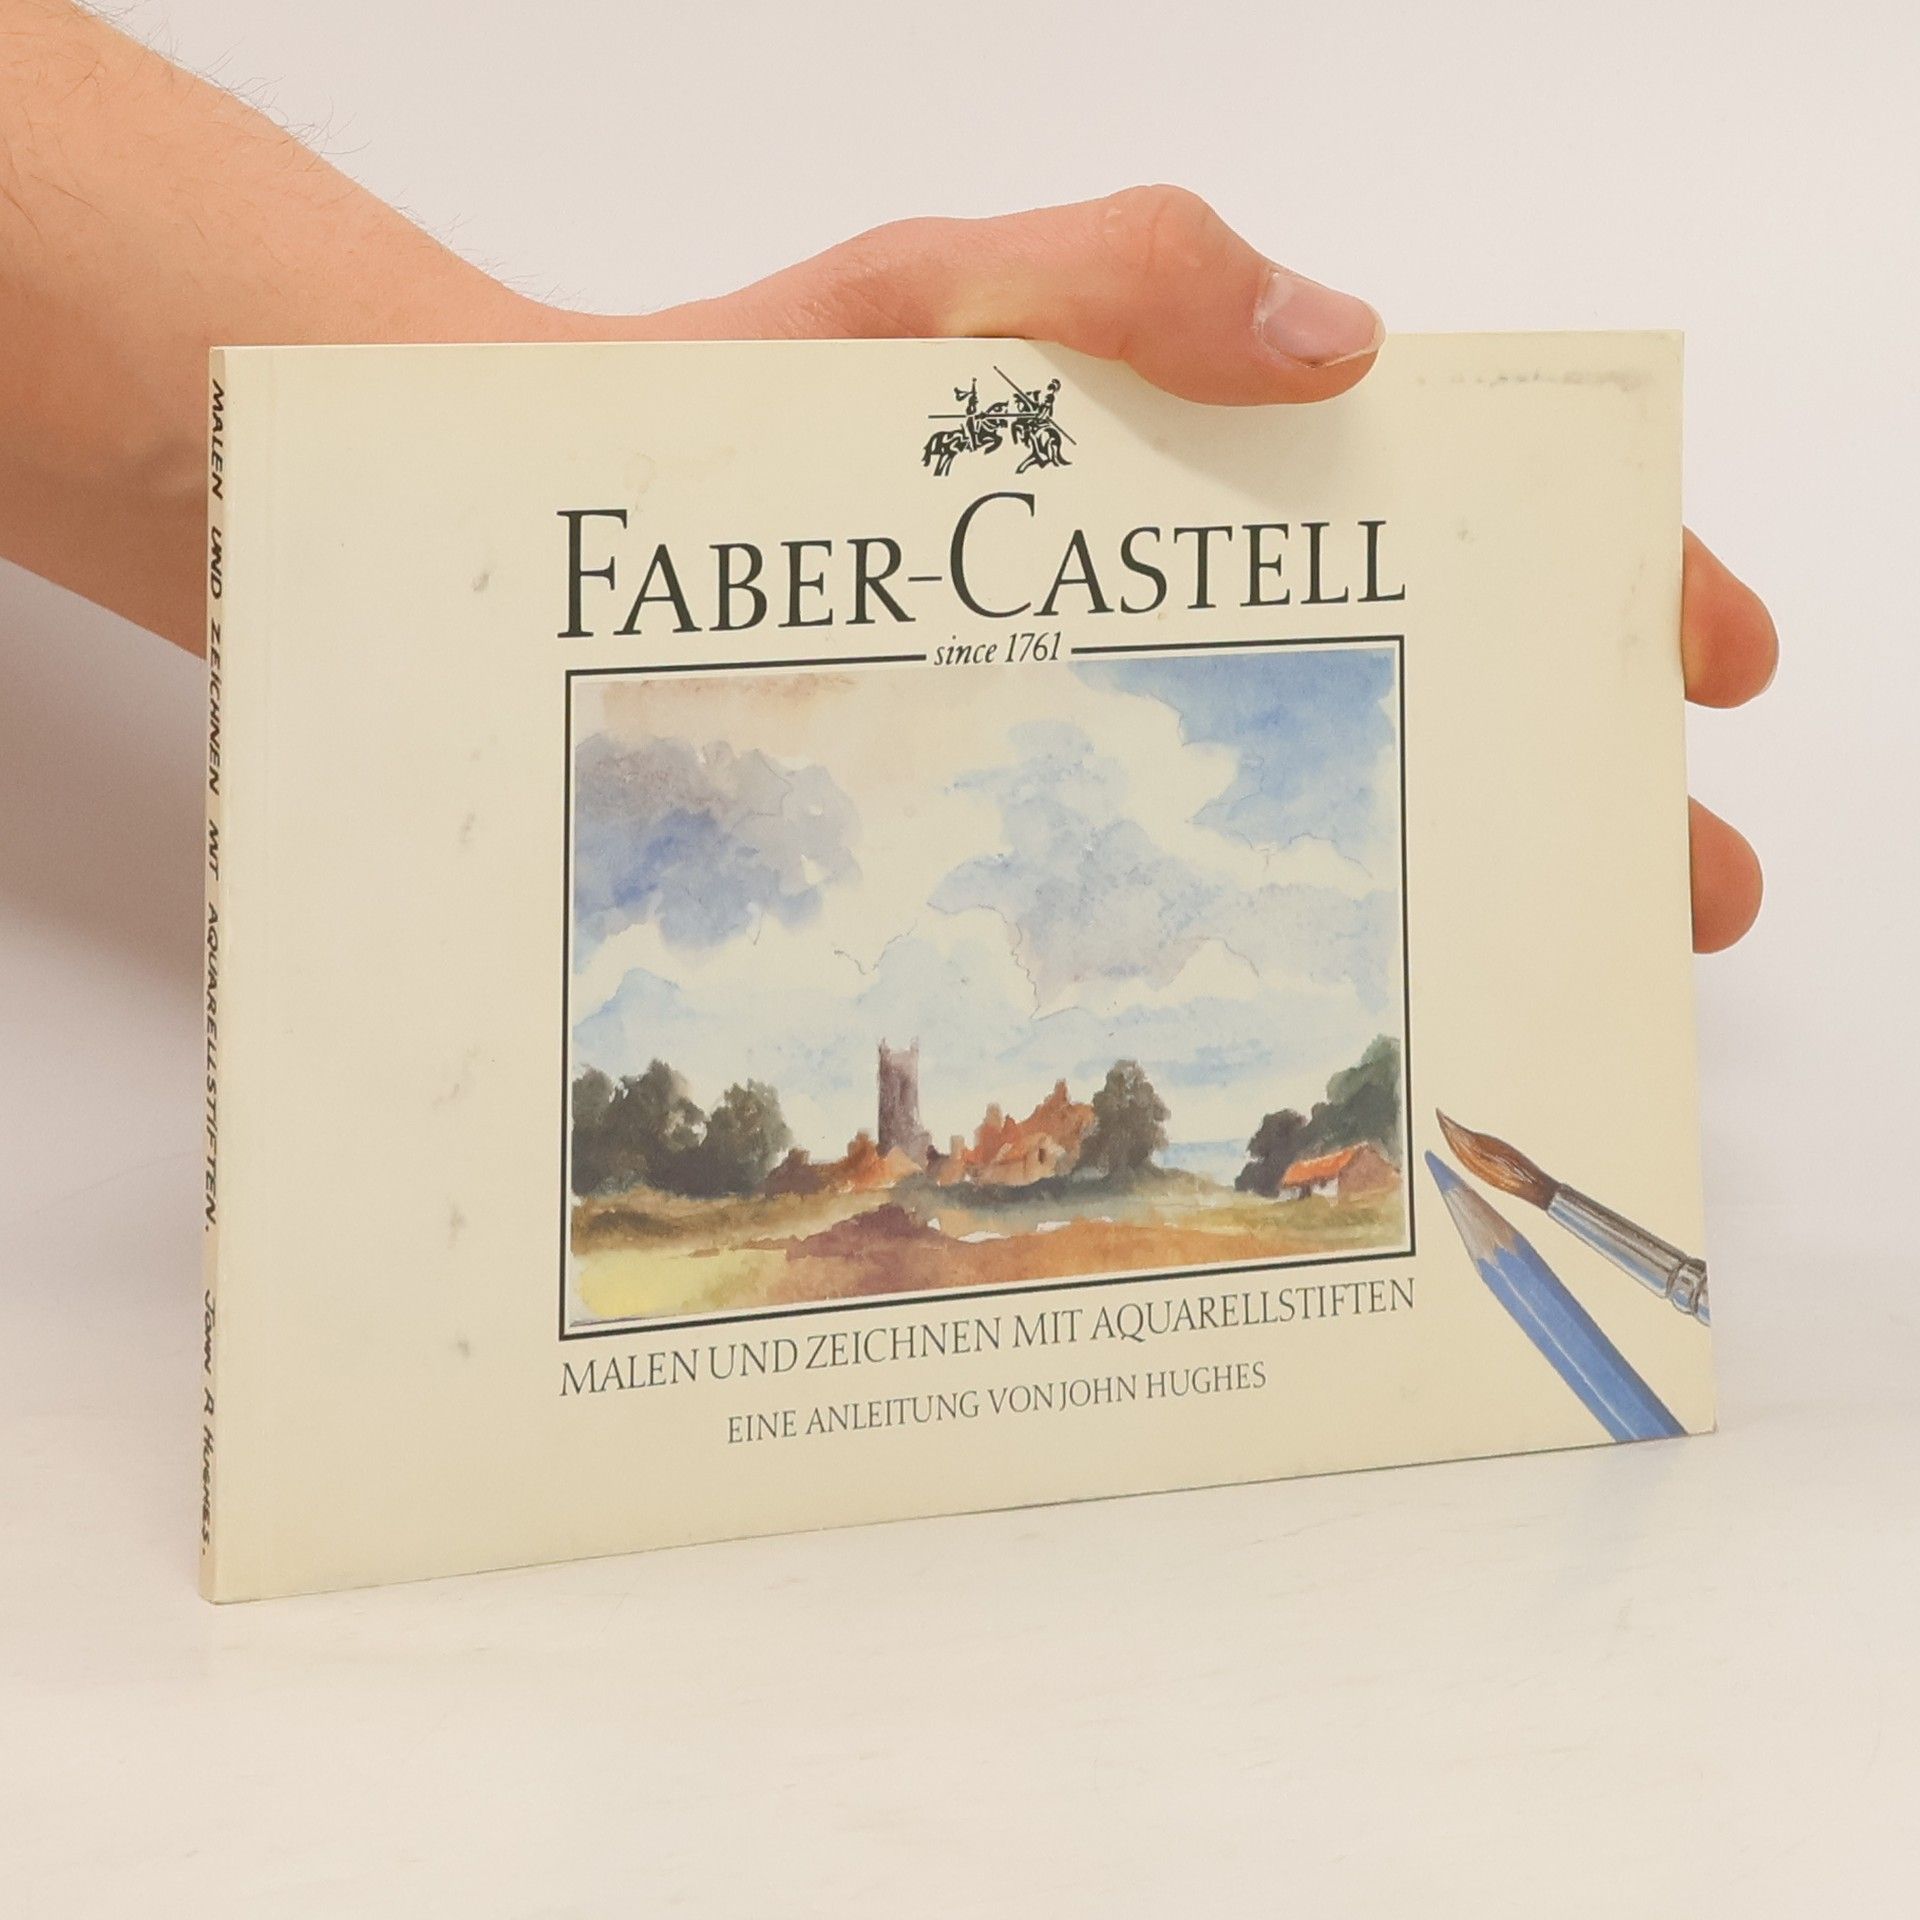 FABER-CASTELL
since 1761
MALEN UND ZEICHNEN MIT AQUARELLSTIFTEN
EINE ANLEITUNG VON JOHN HUGHES
MALEN UND ZEICHNEN MIT AQUARELLSTIFTEN. JOHN R HUGHES.